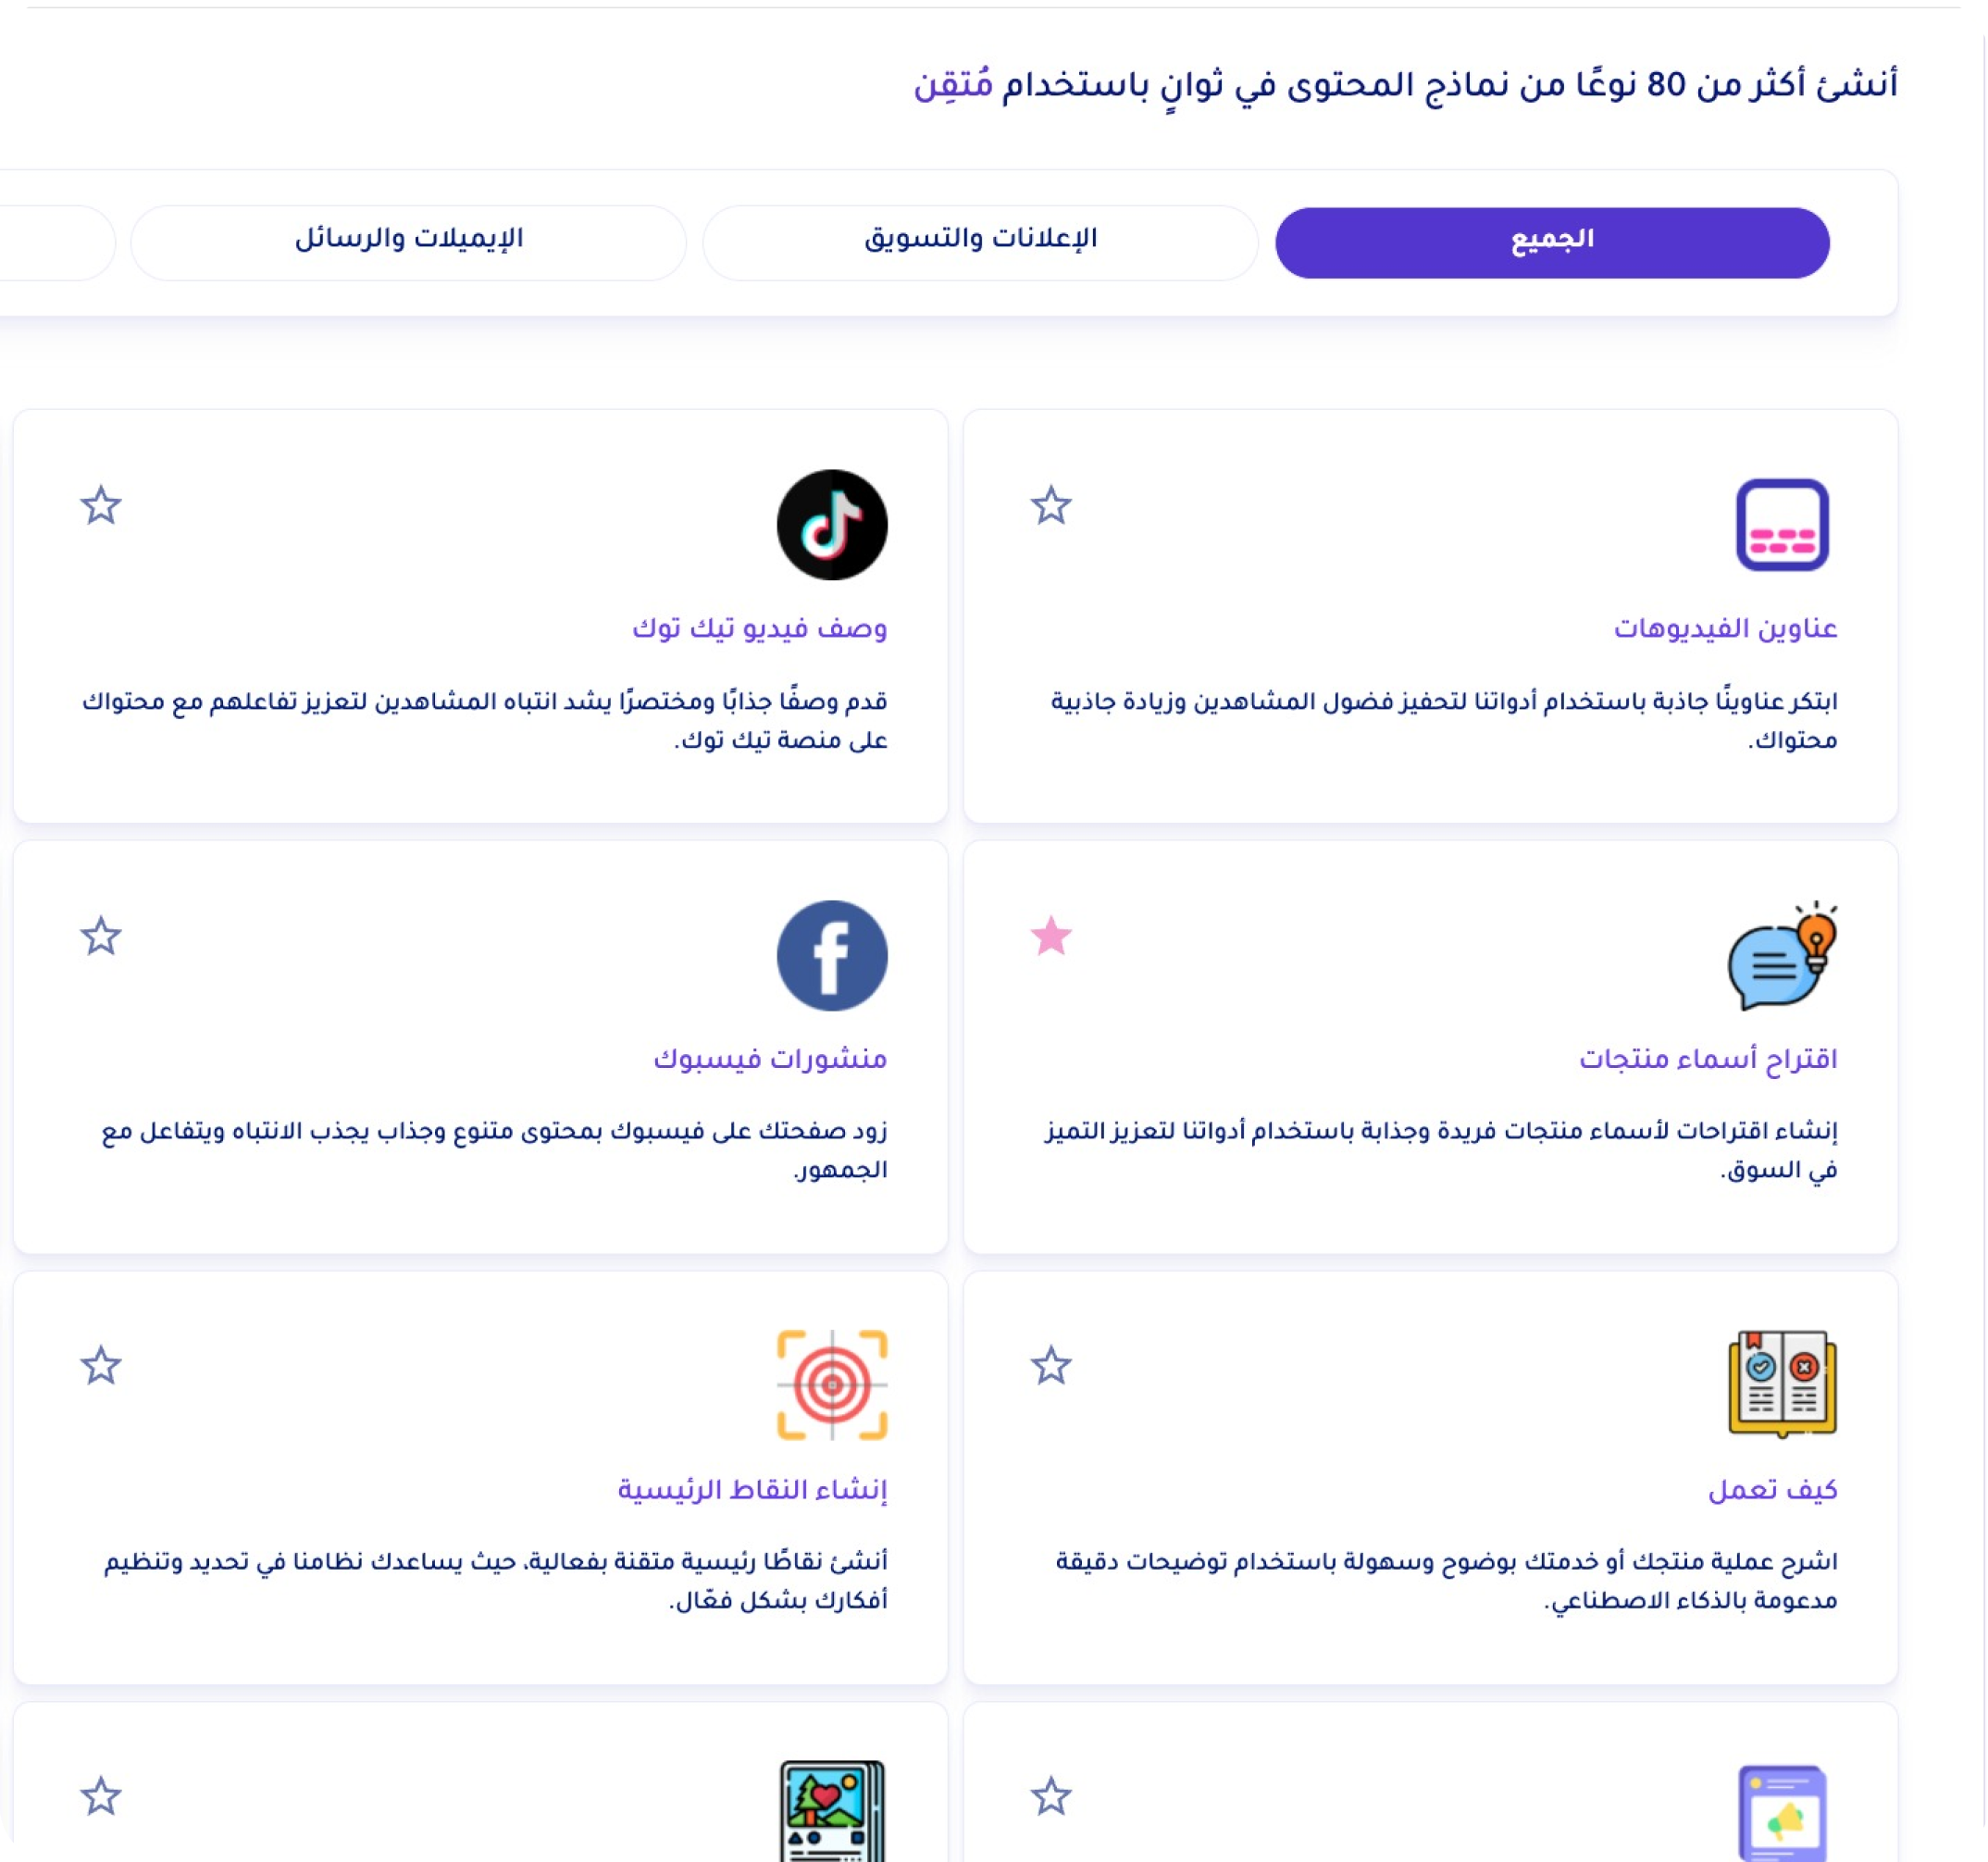 أنشئ أكثر من 80 نوعًا من نماذج المحتوى في ثوانٍ باستخدام مُتقِن
الجميع
الإعلانات والتسويق
الإيميلات والرسائل
عناوين الفيديوهات
ابتكر عناوينًا جاذبة باستخدام أدواتنا لتحفيز فضول المشاهدين وزيادة جاذبية
محتواك.
وصف فيديو تيك توك
قدم وصفًا جذابًا ومختصرًا يشد انتباه المشاهدين لتعزيز تفاعلهم مع محتواك
على منصة تيك توك.
اقتراح أسماء منتجات
إنشاء اقتراحات لأسماء منتجات فريدة وجذابة باستخدام أدواتنا لتعزيز التميز
في السوق.
منشورات فيسبوك
زود صفحتك على فيسبوك بمحتوى متنوع وجذاب يجذب الانتباه ويتفاعل مع
الجمهور.
كيف تعمل
اشرح عملية منتجك أو خدمتك بوضوح وسهولة باستخدام توضيحات دقيقة
مدعومة بالذكاء الاصطناعي.
إنشاء النقاط الرئيسية
أنشئ نقاطًا رئيسية متقنة بفعالية، حيث يساعدك نظامنا في تحديد وتنظيم
أفكارك بشكل فعّال.